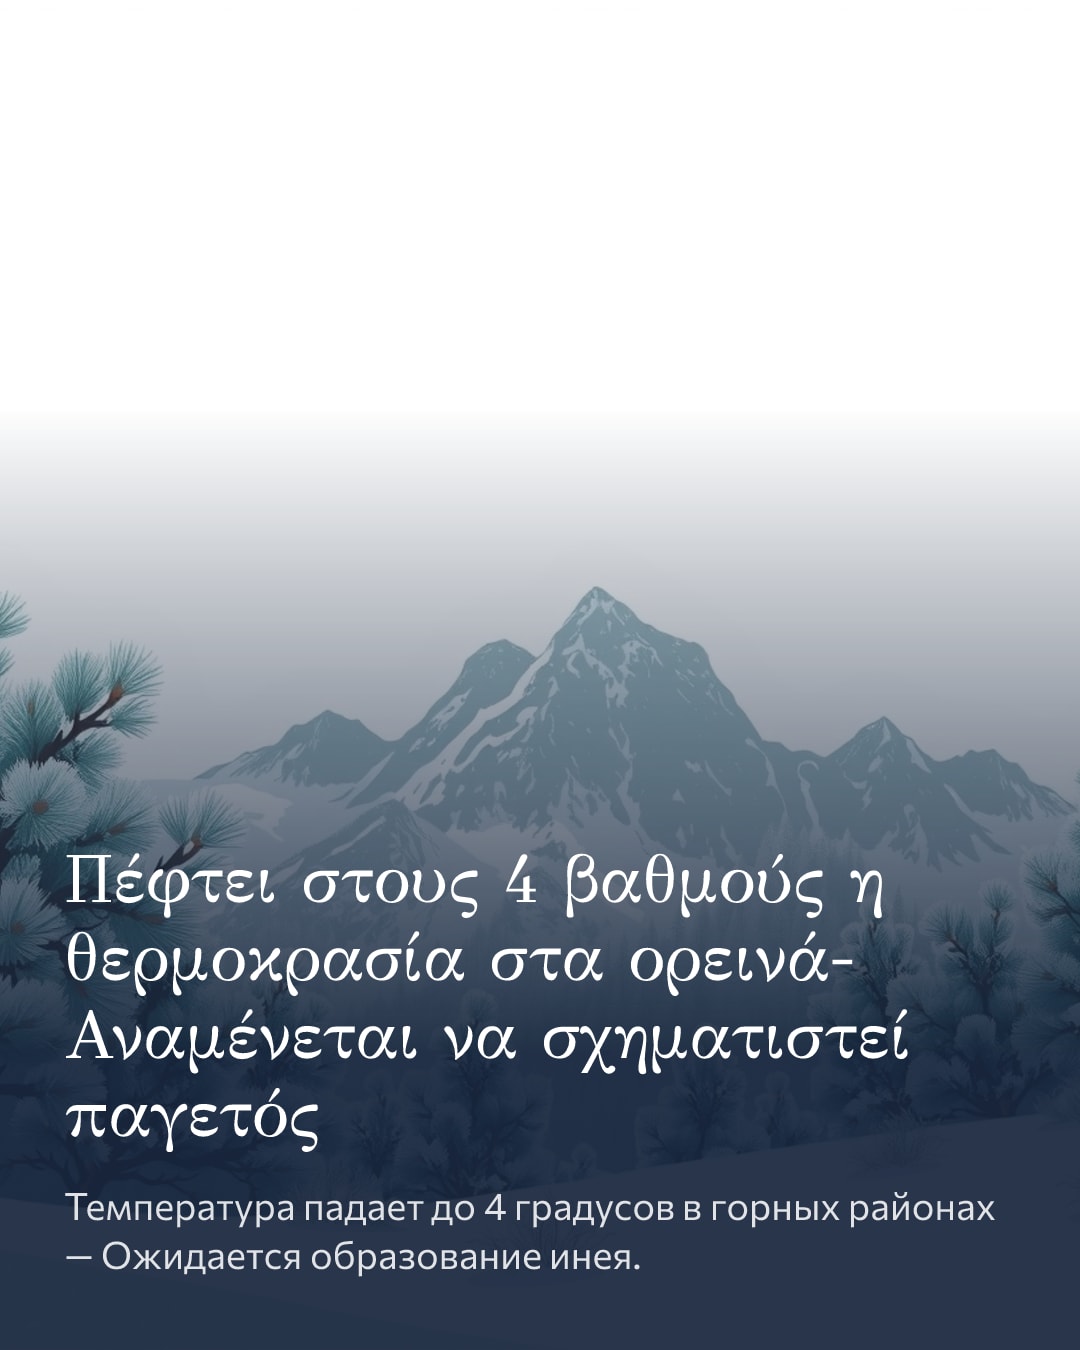 Πέφτει στους 4 βαθμούς η
θερμοκρασία στα ορεινά-
Αναμένεται να σχηματιστεί
παγετός
Температура падает до 4 градусов в горных районах
— Ожидается образование инея.